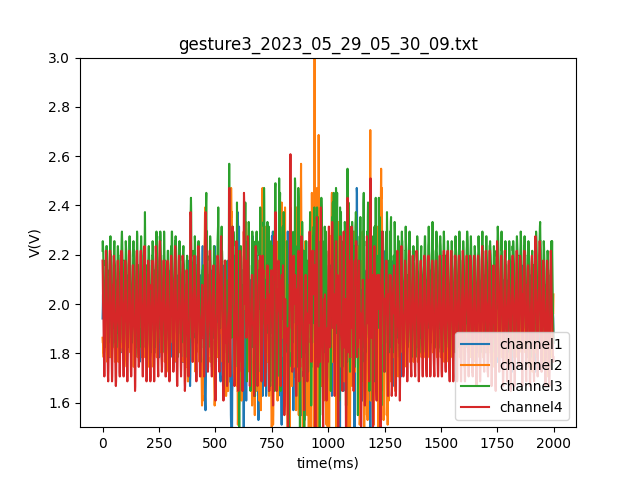 gesture3_2023_05_29_05_30_09.txt
3.0
2.8
2.6
2.4
2.2
2.0
1.8
1.6
V(V)
channel1
channel2
channel3
channel4
0 250 500 750 1000 1250 1500 1750 2000
time(ms)